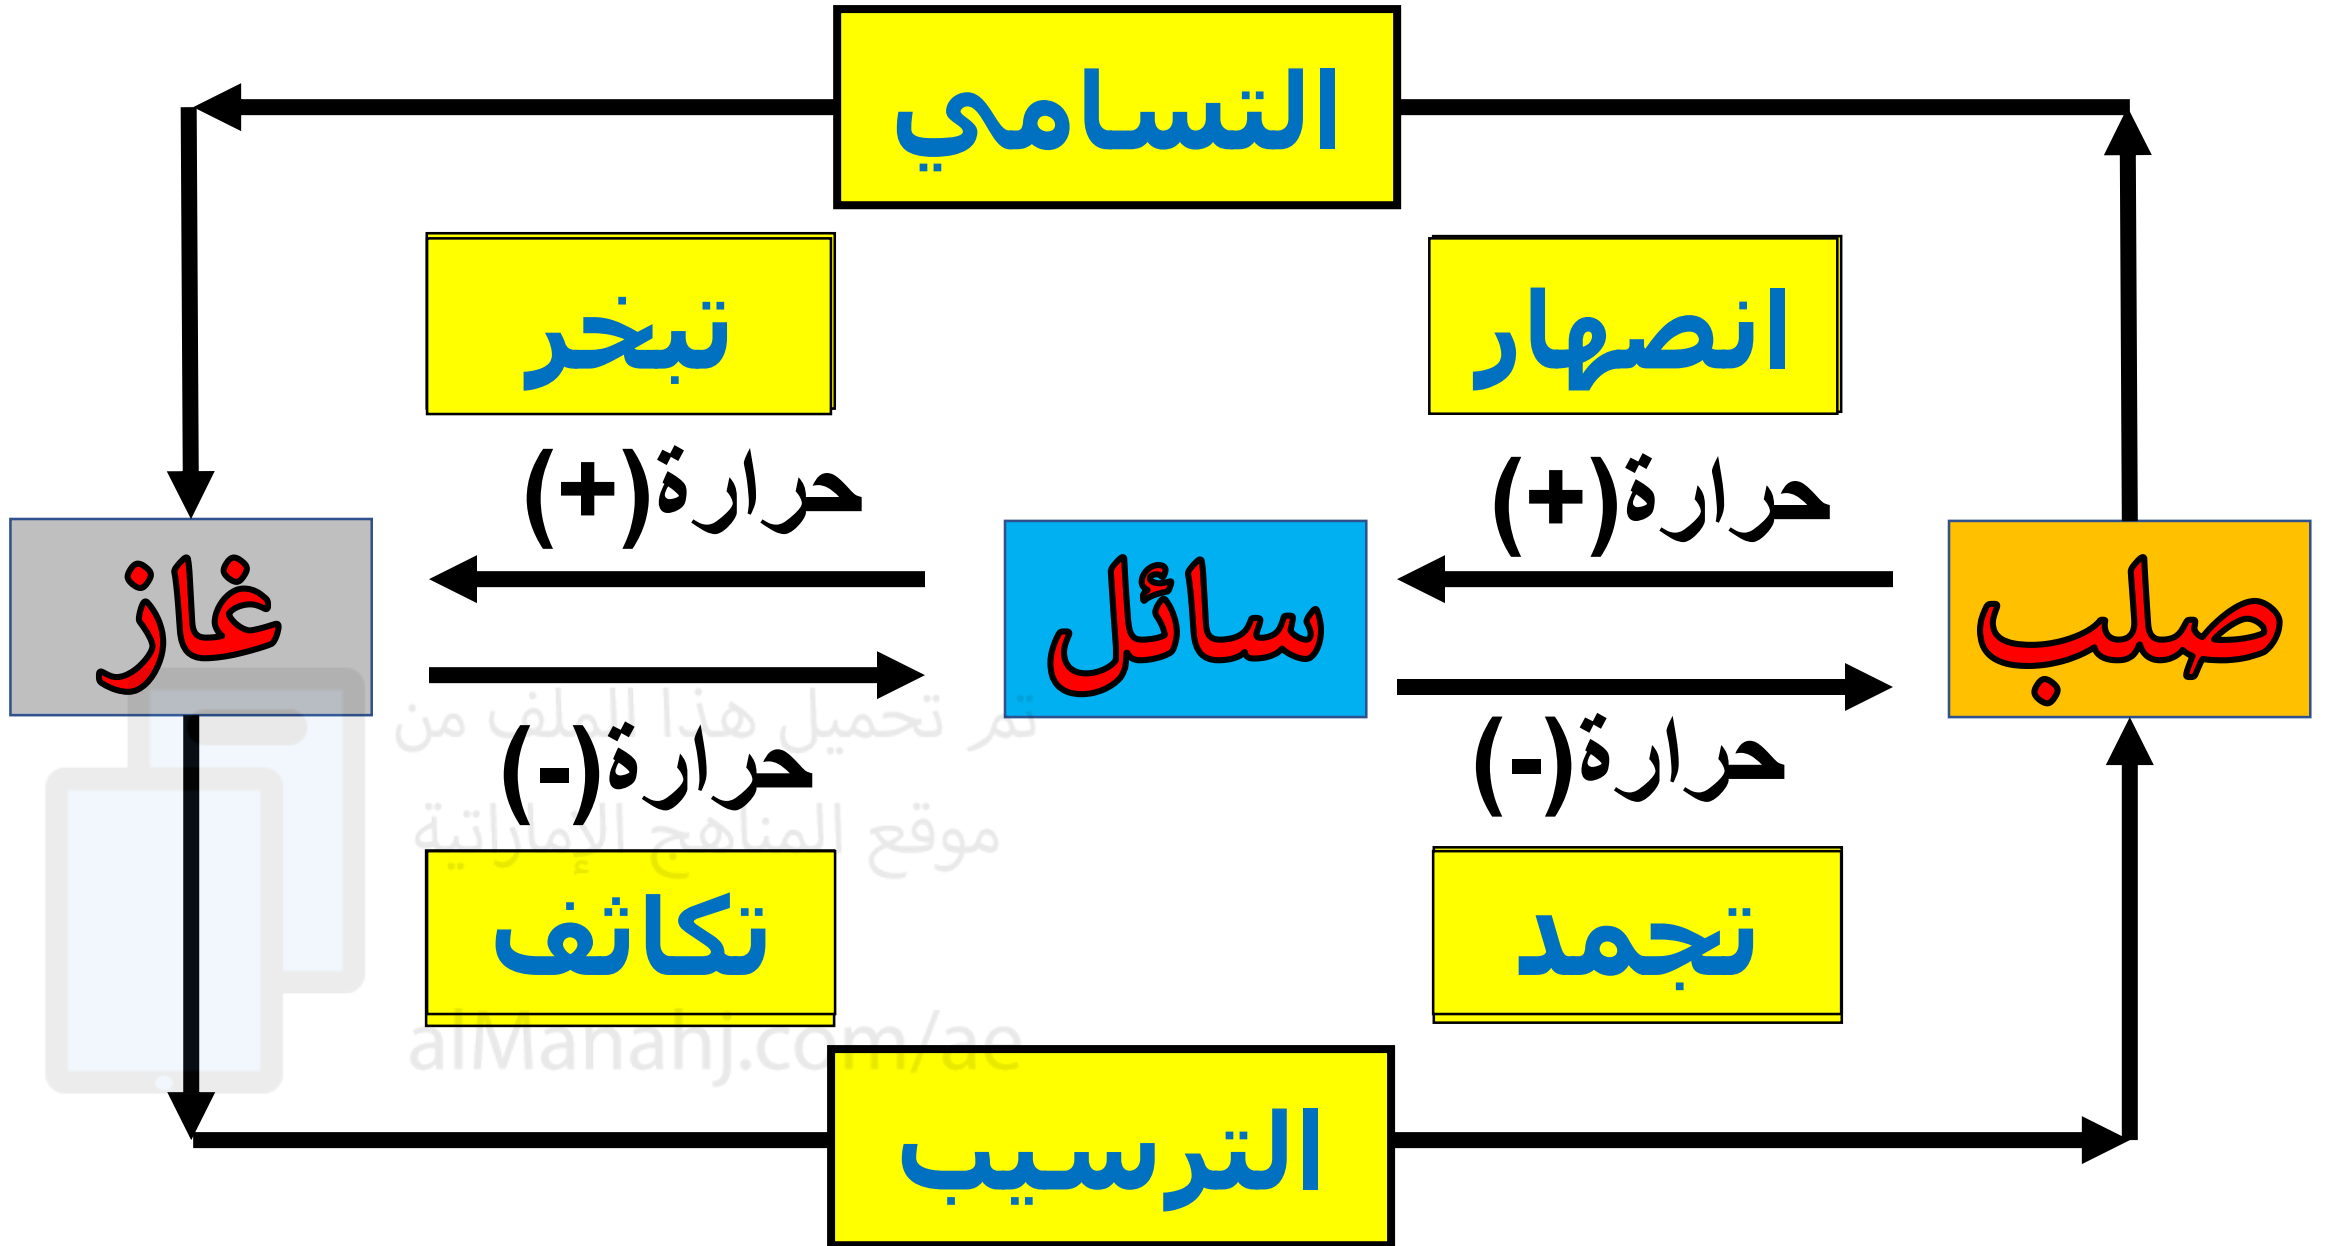 التسامي
انصهار
تبخر
حرارة(+)
حرارة(+)
صلب
سائل
غاز
حرارة(-)
حرارة(-)
تم تحميل هذا الملف من
موقع المناهج الإماراتية
تجمد
تكاثف
alManahj.com/ae
الترسيب